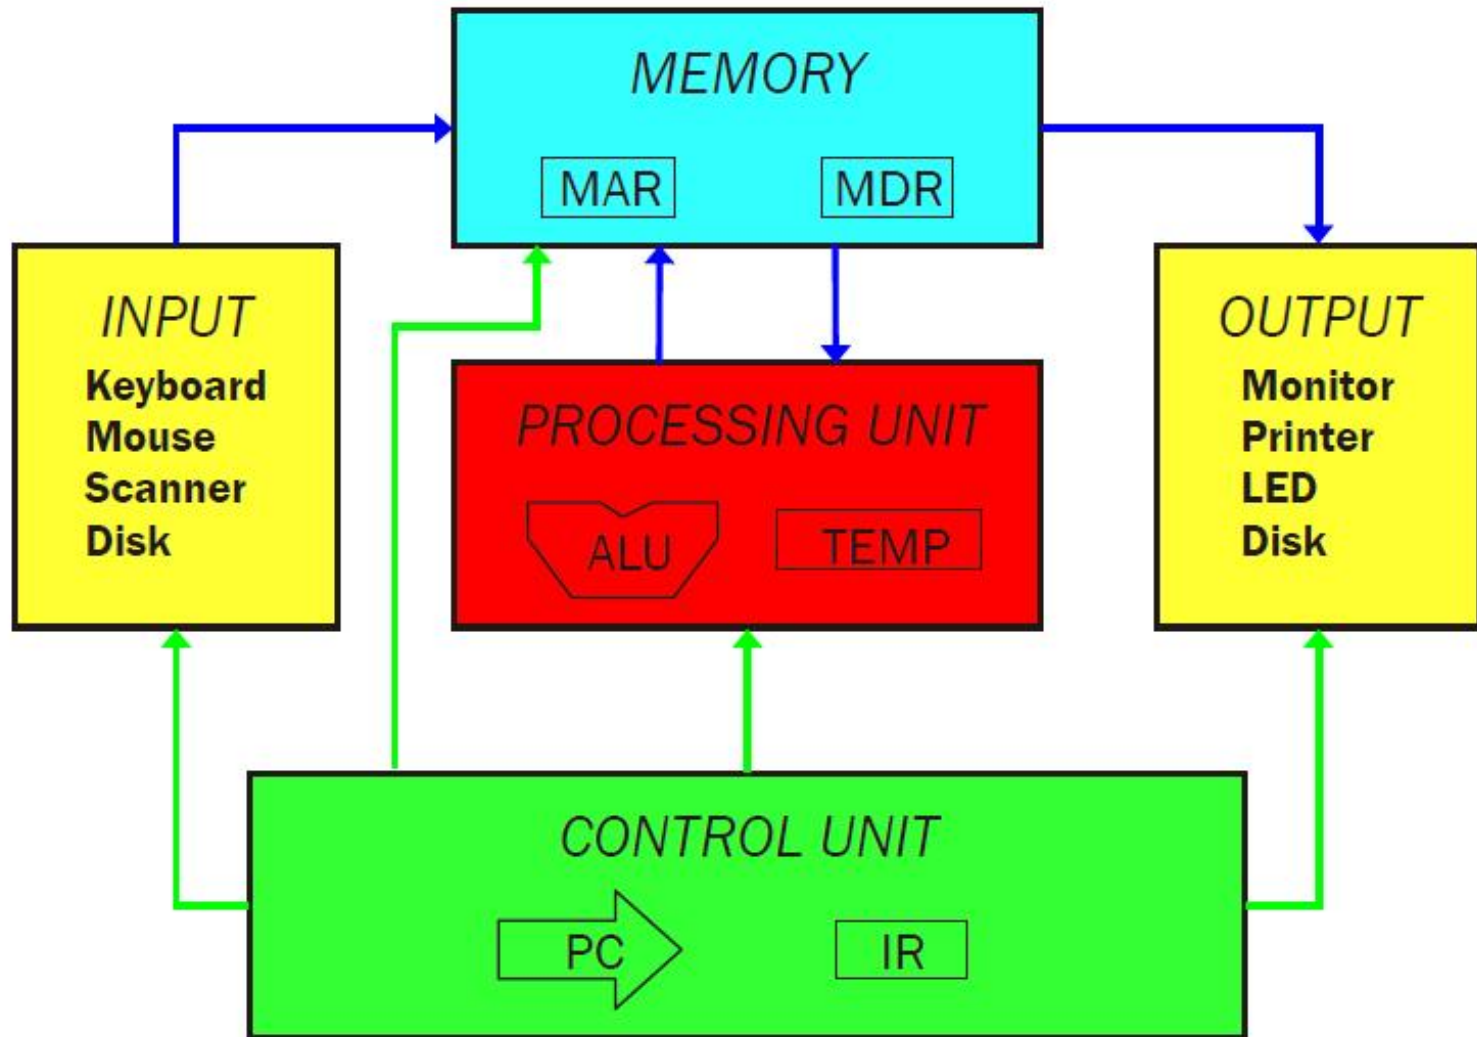 MEMORY
MAR
MDR
INPUT
Keyboard
Mouse
Scanner
Disk
PROCESSING UNIT
ALU
TEMP
OUTPUT
Monitor
Printer
LED
Disk
CONTROL UNIT
PC
IR